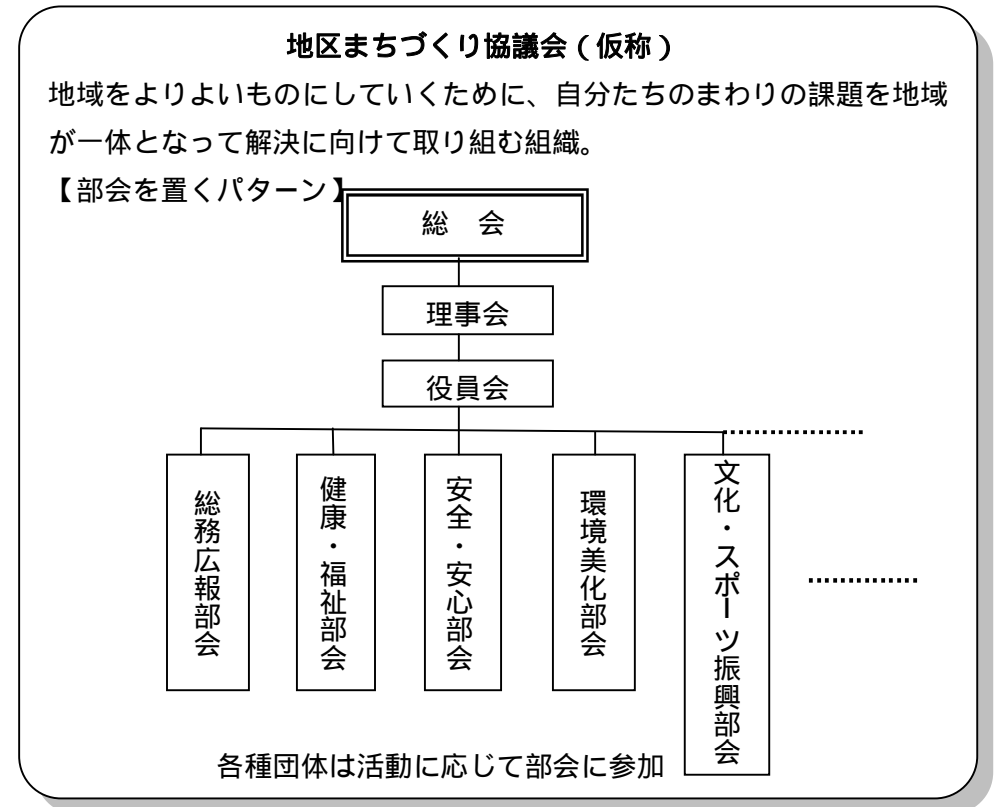 地区まちづくり協議会(仮称)
地域をよりよいものにしていくために、自分たちのまわりの課題を地域
が一体となって解決に向けて取り組む組織。
【部会を置くパターン】
総　会
理事会
役員会
総務広報部会
健康・福祉部会
安全・安心部会
環境美化部会
文化・スポーツ振興部会
各種団体は活動に応じて部会に参加